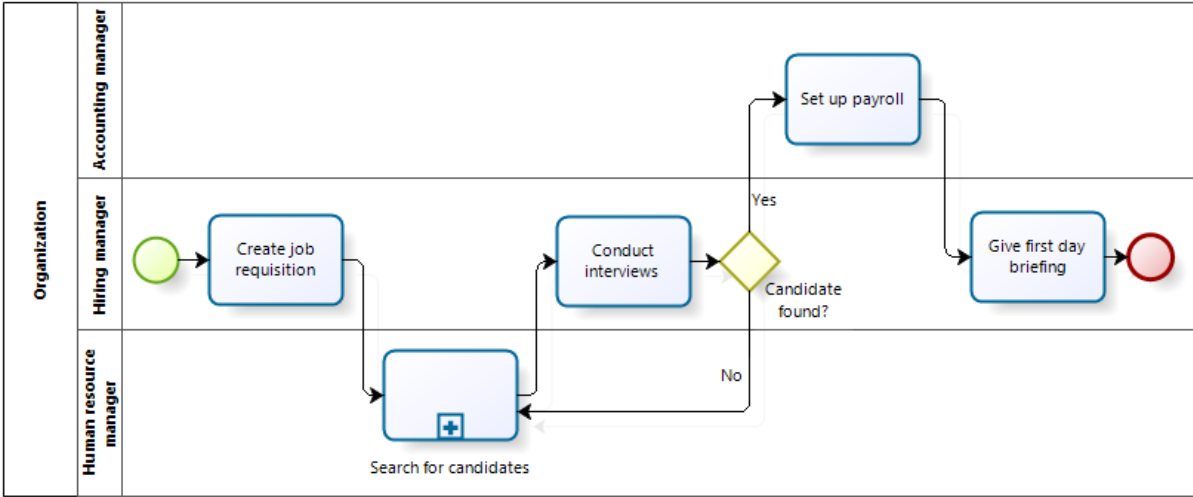 Organization
Accounting manager
Set up payroll
Hiring manager
Create job
requisition
Conduct
interviews
Yes
Candidate
found?
Give first day
briefing
Human resource
manager
Search for candidates
No